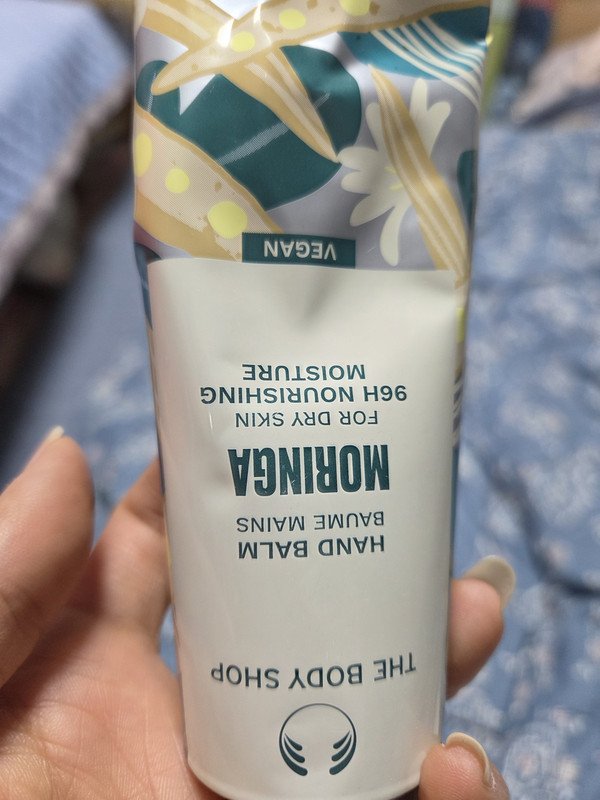 THE BODY SHOP
HAND BALM
BAUME MAINS
MORINGA
FOR DRY SKIN
96H NOURISHING
MOISTURE
VEGAN